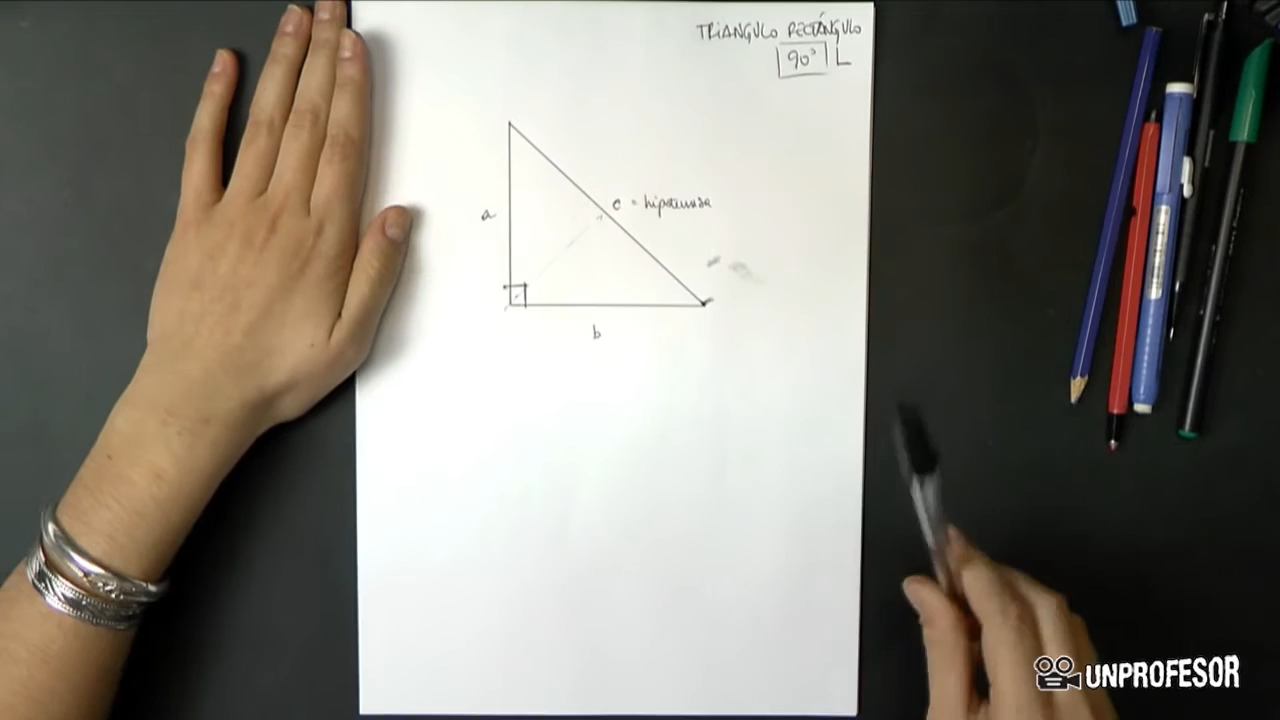 TRIANGULO RECTÁNGULO
90° L
a
c = hipotenusa
b
UNPROFESOR